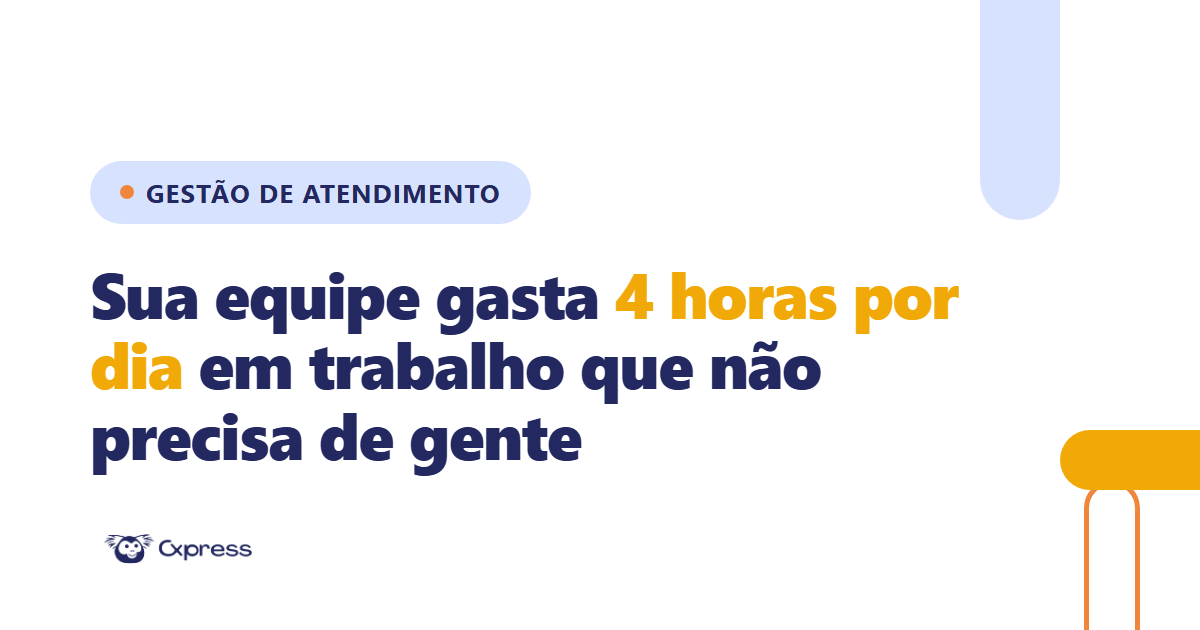 GESTÃO DE ATENDIMENTO
Sua equipe gasta 4 horas por
dia em trabalho que não
precisa de gente
Cxpress